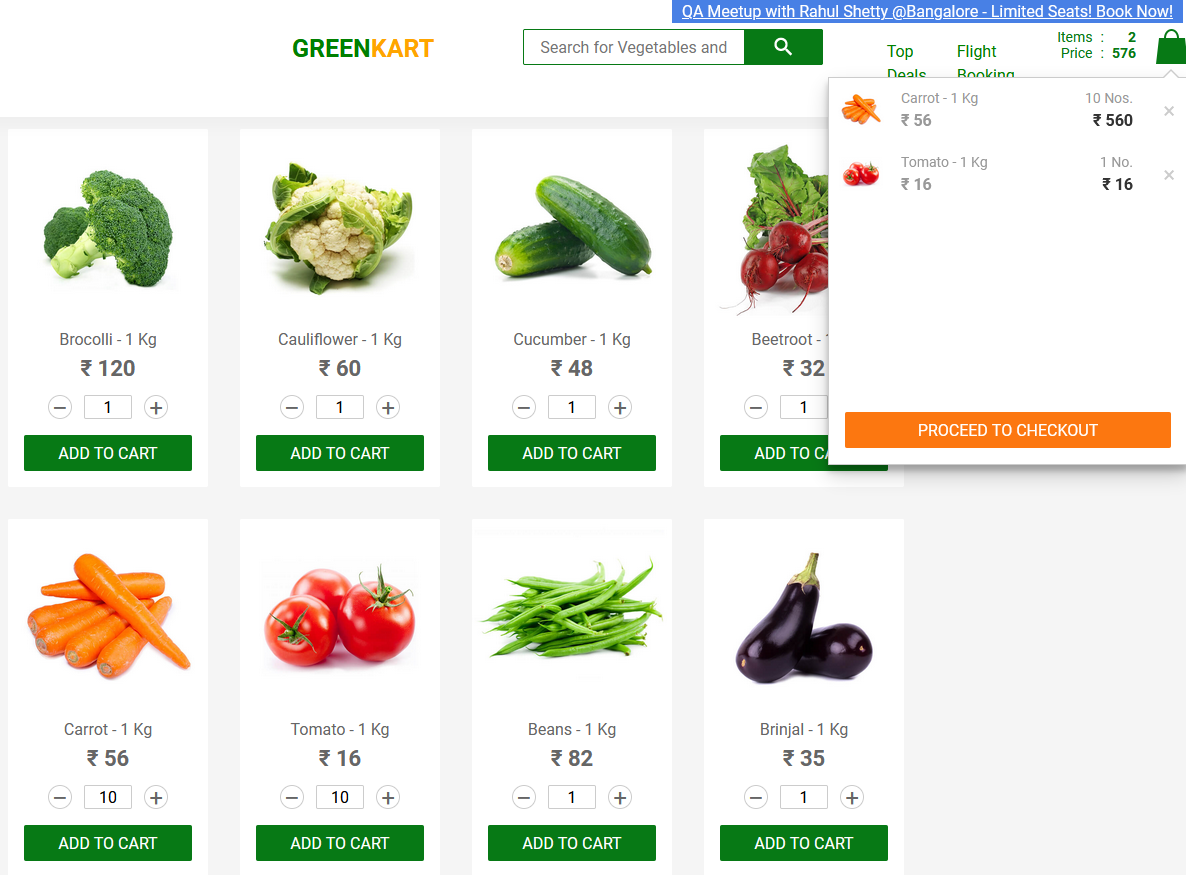 QA Meetup with Rahul Shetty @Bangalore - Limited Seats! Book Now!
GREENKART
Search for Vegetables and
Top
Deals
Flight
Booking
Items : 2
Price : 576
Carrot - 1 Kg 10 Nos. ×
₹ 56 ₹ 560
Tomato - 1 Kg 1 No. ×
₹ 16 ₹ 16
PROCEED TO CHECKOUT
Brocolli - 1 Kg
₹ 120
− 1 +
ADD TO CART
Cauliflower - 1 Kg
₹ 60
− 1 +
ADD TO CART
Cucumber - 1 Kg
₹ 48
− 1 +
ADD TO CART
Beetroot -
₹ 32
− 1
ADD TO
Carrot - 1 Kg
₹ 56
− 10 +
ADD TO CART
Tomato - 1 Kg
₹ 16
− 10 +
ADD TO CART
Beans - 1 Kg
₹ 82
− 1 +
ADD TO CART
Brinjal - 1 Kg
₹ 35
− 1 +
ADD TO CART